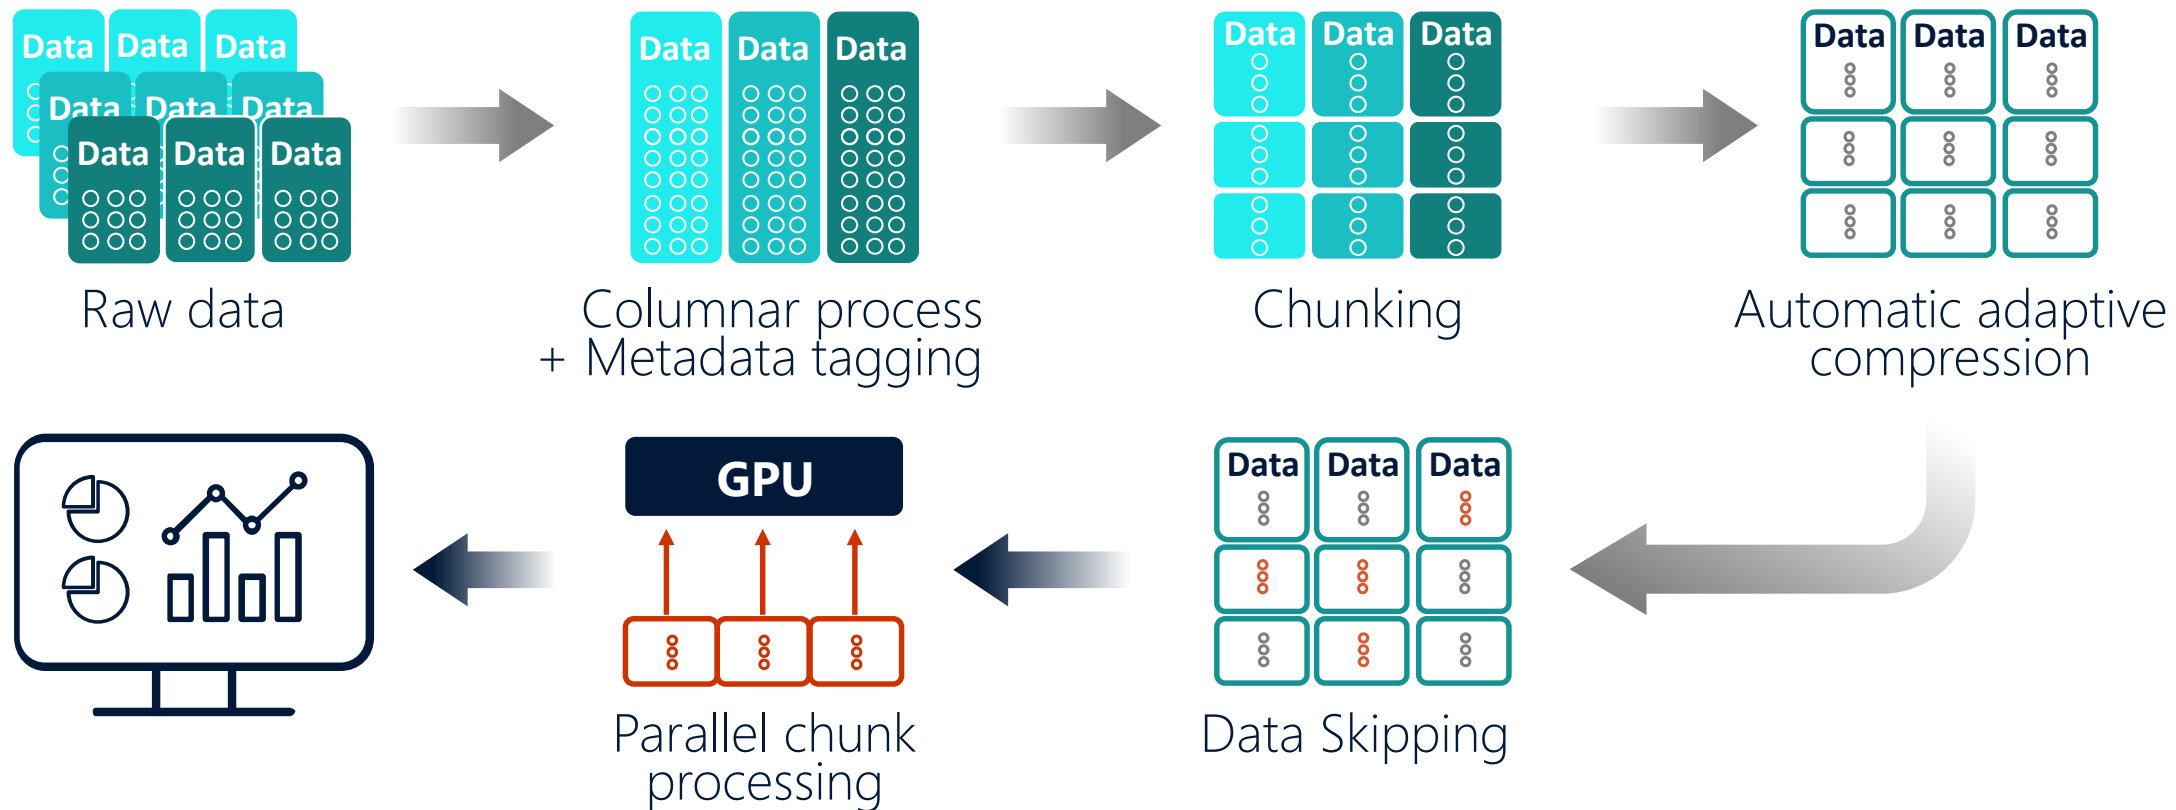 Data Data Data
Data Data Data
Data Data Data
Raw data
Data Data Data
Columnar process
+ Metadata tagging
Data Data Data
Chunking
Data Data Data
Automatic adaptive
compression
Data Data Data
Data Skipping
GPU
Parallel chunk
processing